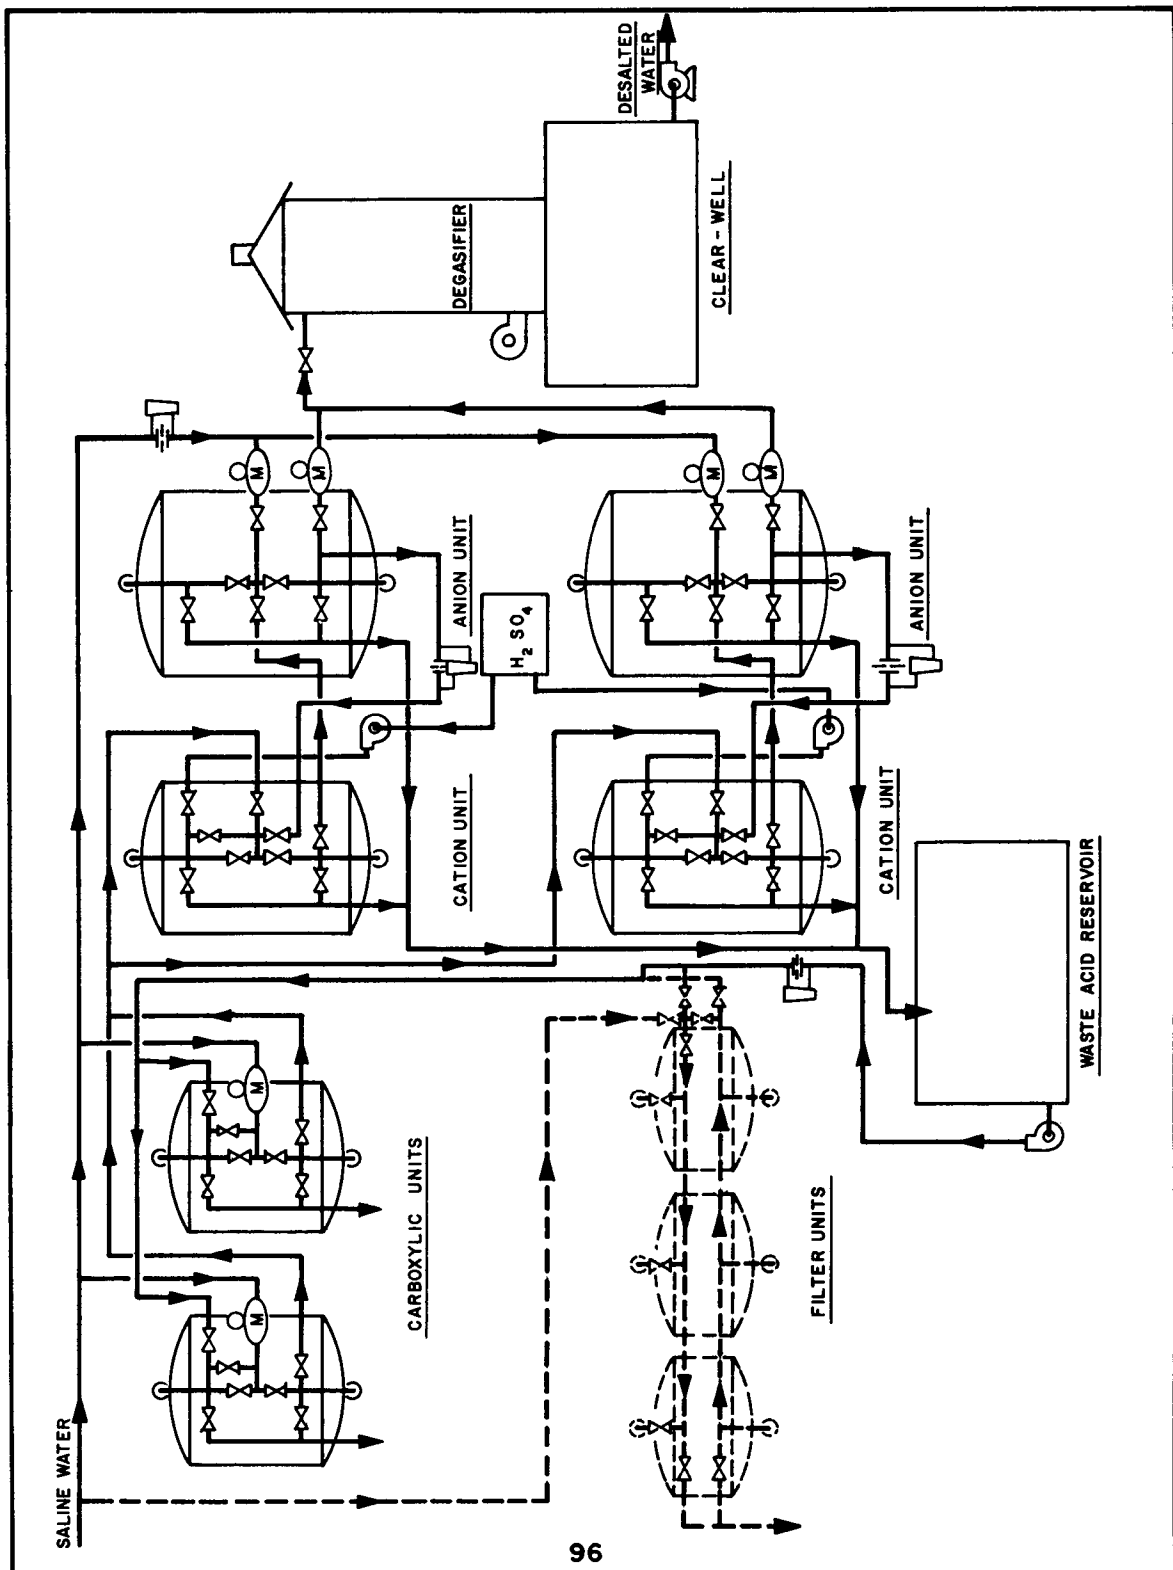 SALINE WATER
CARBOXYLIC UNITS
M
M
CATION UNIT
ANION UNIT
M
M
H2 SO4
DEGASIFIER
CLEAR-WELL
DESALTED
WATER
FILTER UNITS
CATION UNIT
ANION UNIT
M
M
WASTE ACID RESERVOIR
96